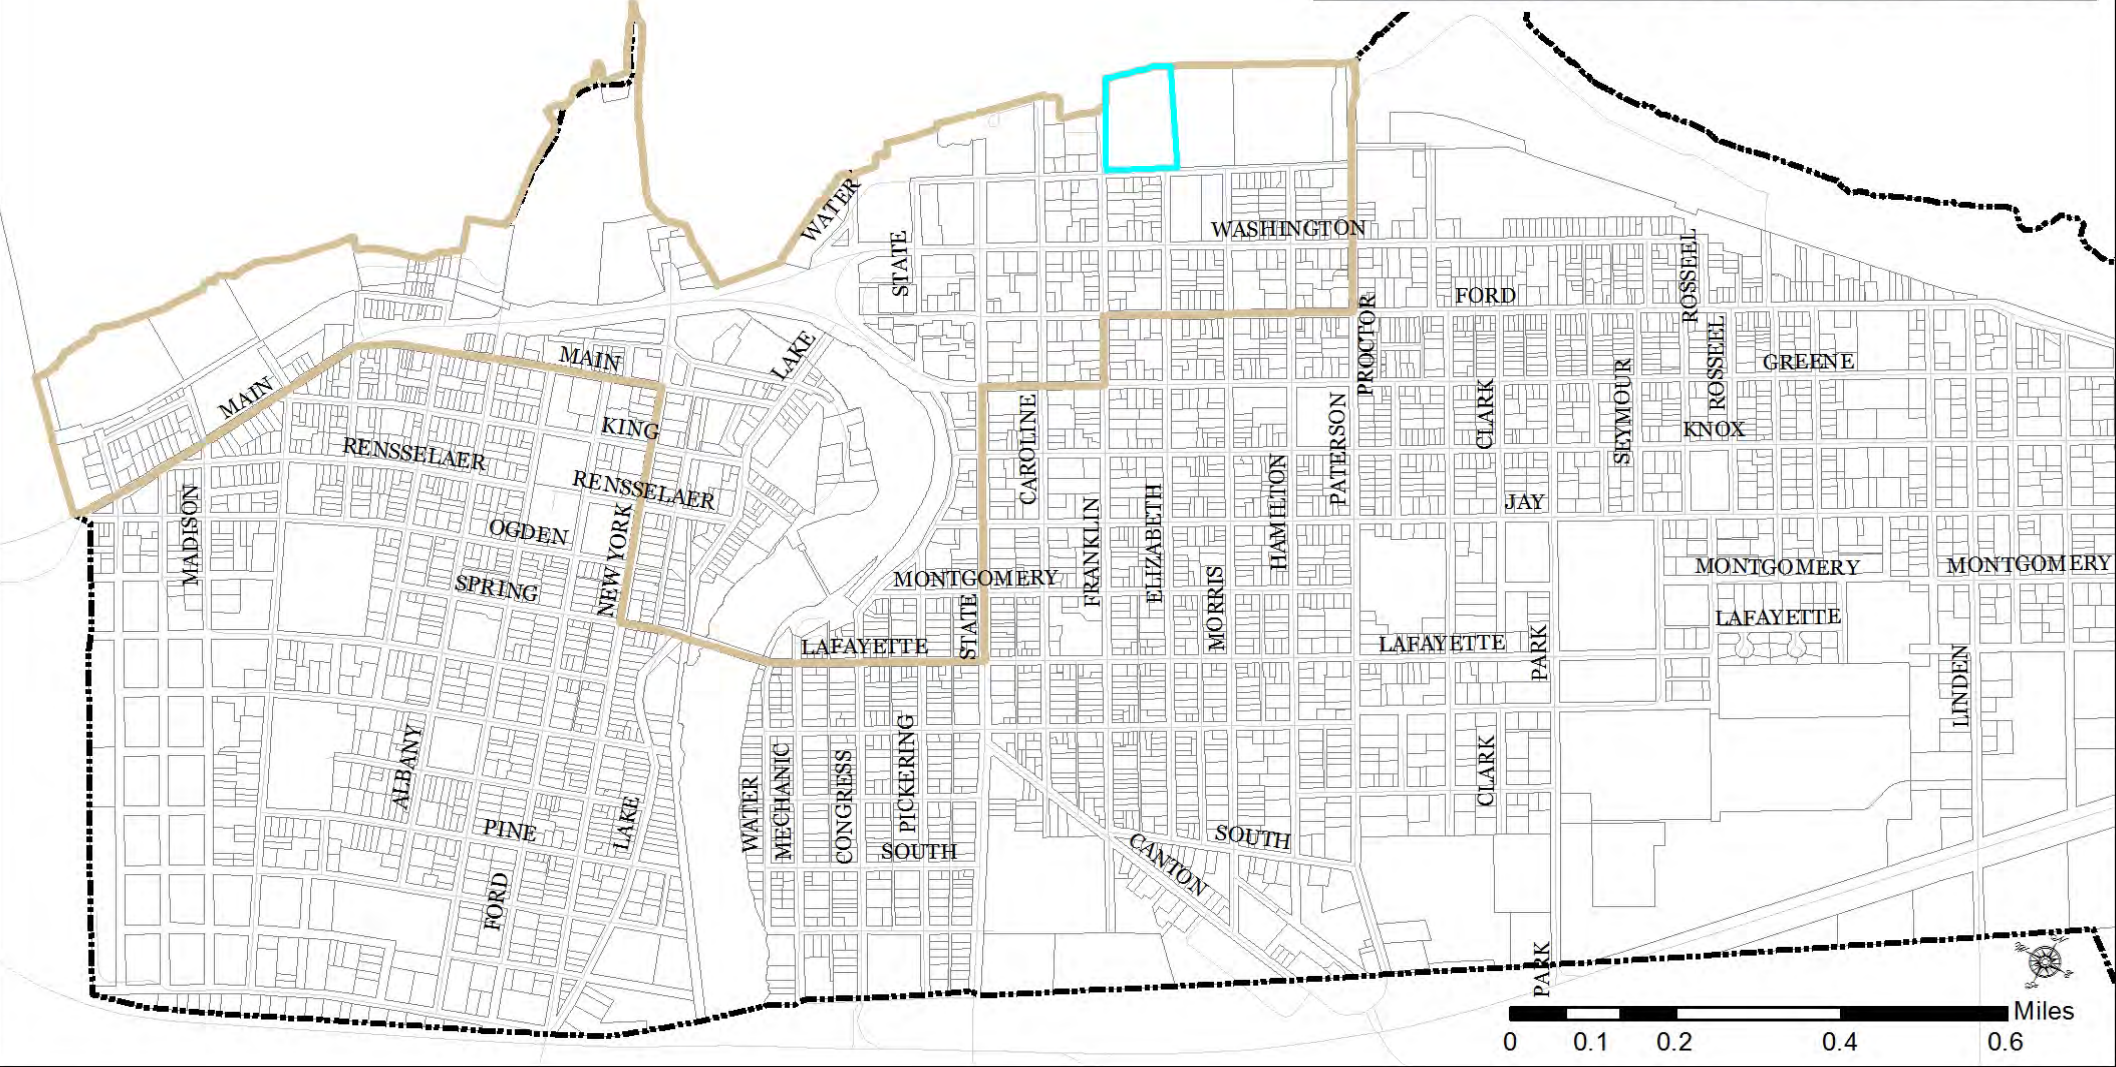 WATER
STATE
WASHINGTON
ROSSEEL
FORD
PROCTOR
MAIN
LAKE
ROSSEEL
GREENE
MAIN
KING
CAROLINE
PATERSON
CLARK
SEYMOUR
KNOX
RENSSELAER
RENSSELAER
JAY
MADISON
OGDEN
NEW YORK
FRANKLIN
ELIZABETH
HAMILTON
SPRING
MONTGOMERY
MORRIS
MONTGOMERY
MONTGOMERY
LAFAYETTE
STATE
LAFAYETTE
PARK
LAFAYETTE
LINDEN
ALBANY
PICKERING
CLARK
WATER
MECHANIC
CONGRESS
LAKE
PINE
SOUTH
SOUTH
CANTON
FORD
PARK
Miles
0 0.1 0.2 0.4 0.6